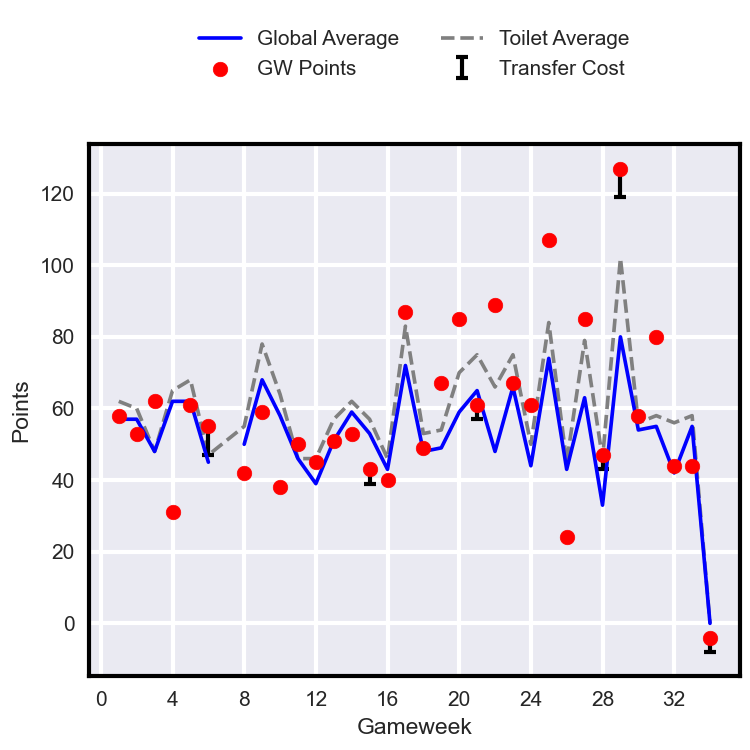 Global Average
Toilet Average
GW Points
Transfer Cost
Points
120
100
80
60
40
20
0
0 4 8 12 16 20 24 28 32
Gameweek